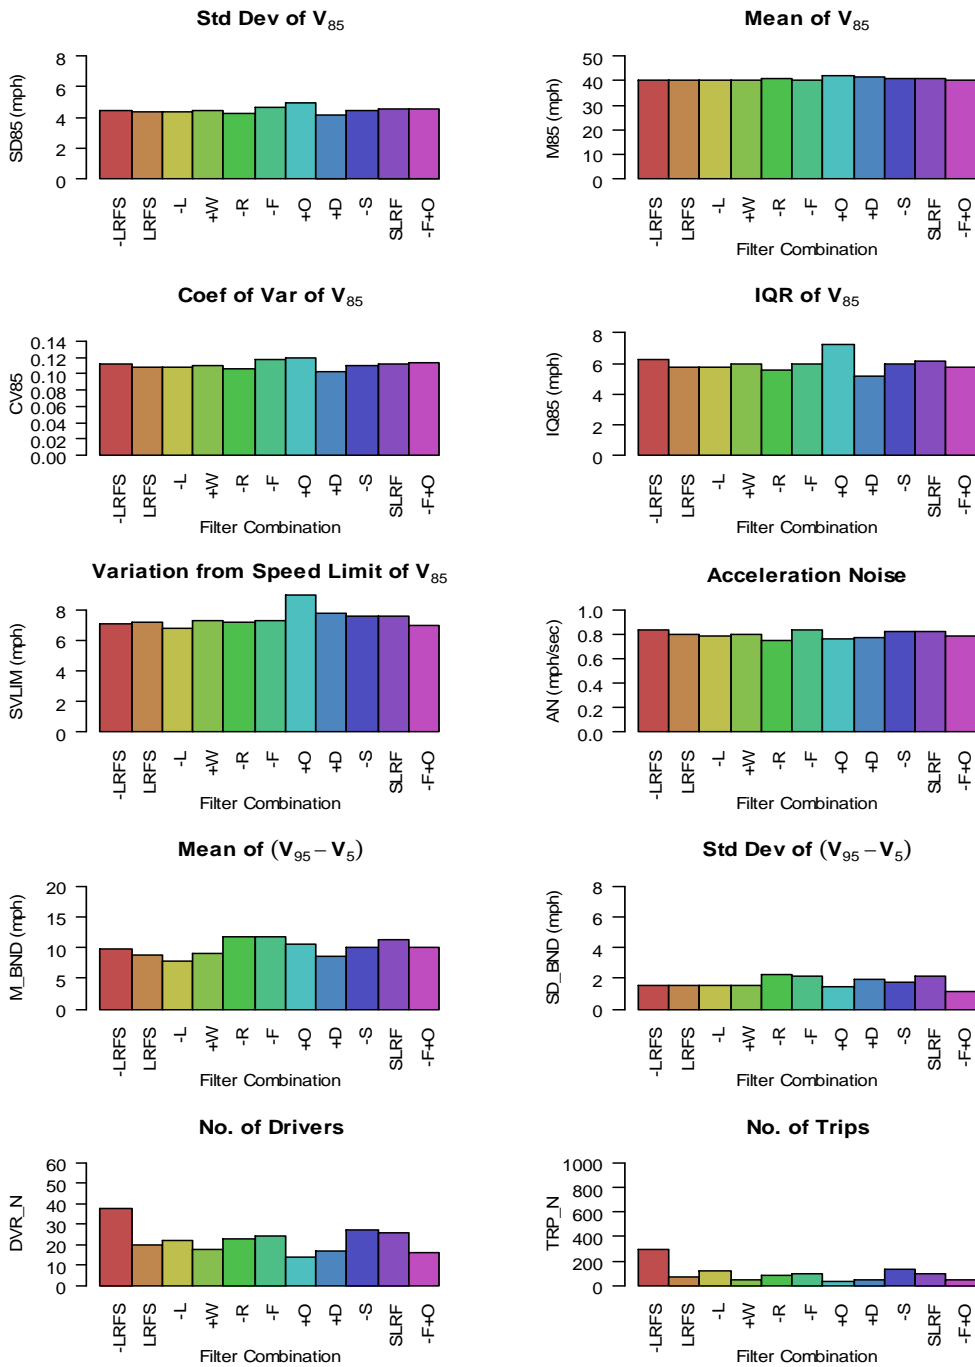 Std Dev of V85
SD85 (mph)
8
6
4
2
0
-LRFS LRFS -L +W -R -F +O +D -S SLRF -F+O
Mean of V85
M85 (mph)
50
40
30
20
10
0
-LRFS LRFS -L +W -R -F +O +D -S SLRF -F+O
Filter Combination
Coef of Var of V85
CV85
0.14
0.12
0.10
0.08
0.06
0.04
0.02
0.00
-LRFS LRFS -L +W -R -F +O +D -S SLRF -F+O
Filter Combination
IQR of V85
IQ85 (mph)
8
6
4
2
0
-LRFS LRFS -L +W -R -F +O +D -S SLRF -F+O
Filter Combination
Variation from Speed Limit of V85
SVLIM (mph)
8
6
4
2
0
-LRFS LRFS -L +W -R -F +O +D -S SLRF -F+O
Filter Combination
Acceleration Noise
AN (mph/sec)
1.0
0.8
0.6
0.4
0.2
0.0
-LRFS LRFS -L +W -R -F +O +D -S SLRF -F+O
Filter Combination
Mean of (V95 – V5)
M_BND (mph)
20
15
10
5
0
-LRFS LRFS -L +W -R -F +O +D -S SLRF -F+O
Filter Combination
Std Dev of (V95 – V5)
SD_BND (mph)
8
6
4
2
0
-LRFS LRFS -L +W -R -F +O +D -S SLRF -F+O
Filter Combination
No. of Drivers
DVR_N
60
50
40
30
20
10
0
-LRFS LRFS -L +W -R -F +O +D -S SLRF -F+O
Filter Combination
No. of Trips
TRP_N
1000
800
600
400
200
0
-LRFS LRFS -L +W -R -F +O +D -S SLRF -F+O
Filter Combination